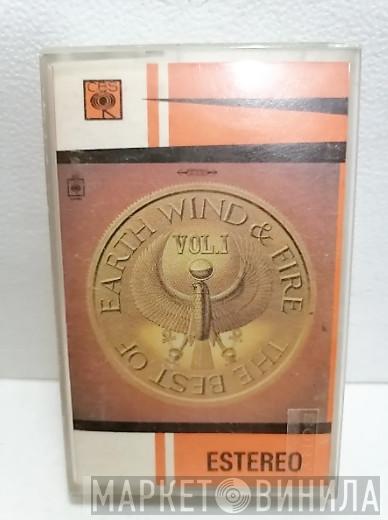 CBS
EARTH WIND & FIRE
VOL.I
THE BEST OF
ESTEREO
МАРКЕТ ВИНИЛА